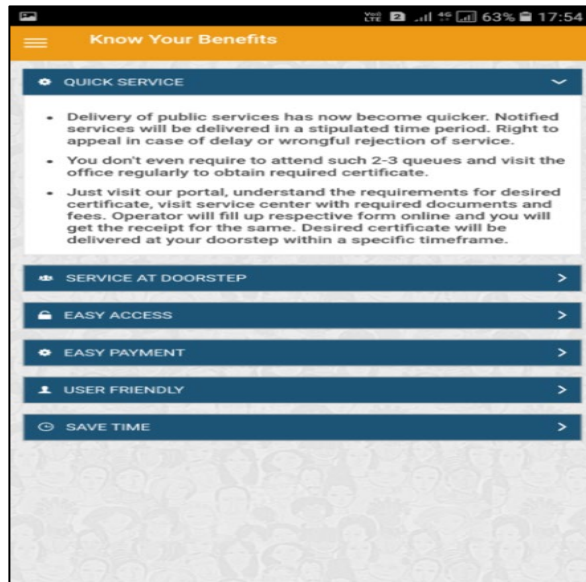 VoD LTE 2 4G 63% 17:54
Know Your Benefits
QUICK SERVICE
• Delivery of public services has now become quicker. Notified
services will be delivered in a stipulated time period. Right to
appeal in case of delay or wrongful rejection of service.
• You don't even require to attend such 2-3 queues and visit the
office regularly to obtain required certificate.
• Just visit our portal, understand the requirements for desired
certificate, visit service center with required documents and
fees. Operator will fill up respective form online and you will
get the receipt for the same. Desired certificate will be
delivered at your doorstep within a specific timeframe.
SERVICE AT DOORSTEP
EASY ACCESS
EASY PAYMENT
USER FRIENDLY
SAVE TIME